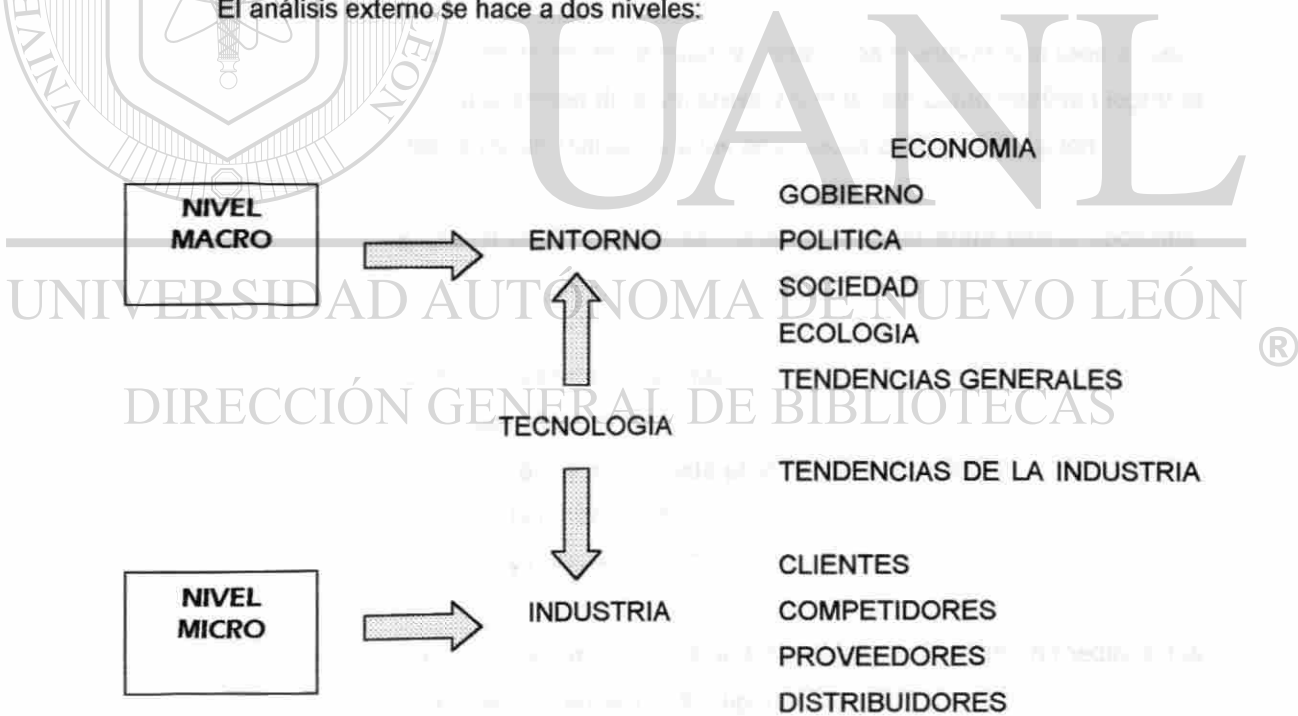 El análisis externo se hace a dos niveles:
UANL
ECONOMIA
NIVEL
MACRO
ENTORNO
GOBIERNO
POLITICA
SOCIEDAD
ECOLOGIA
TENDENCIAS GENERALES
UNIVERSIDAD AUTÓNOMA DE NUEVO LEÓN
®
DIRECCIÓN GENERAL DE BIBLIOTECAS
TECNOLOGIA
TENDENCIAS DE LA INDUSTRIA
NIVEL
MICRO
INDUSTRIA
CLIENTES
COMPETIDORES
PROVEEDORES
DISTRIBUIDORES